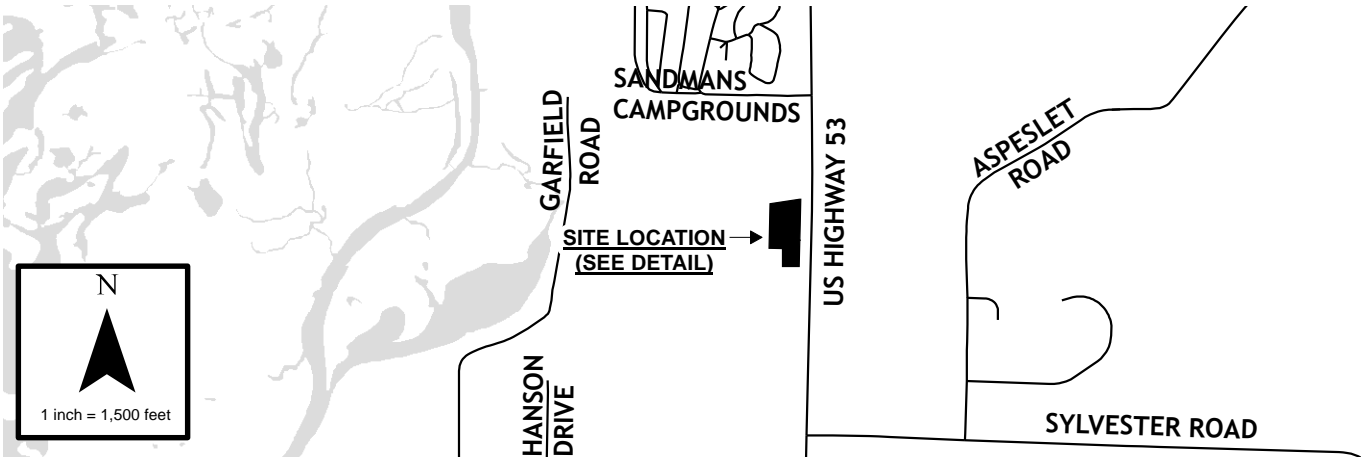 SANDMANS
CAMPGROUNDS
GARFIELD
ROAD
US HIGHWAY 53
ASPESLET
ROAD
SITE LOCATION
(SEE DETAIL)
N
1 inch = 1,500 feet
HANSON
DRIVE
SYLVESTER ROAD